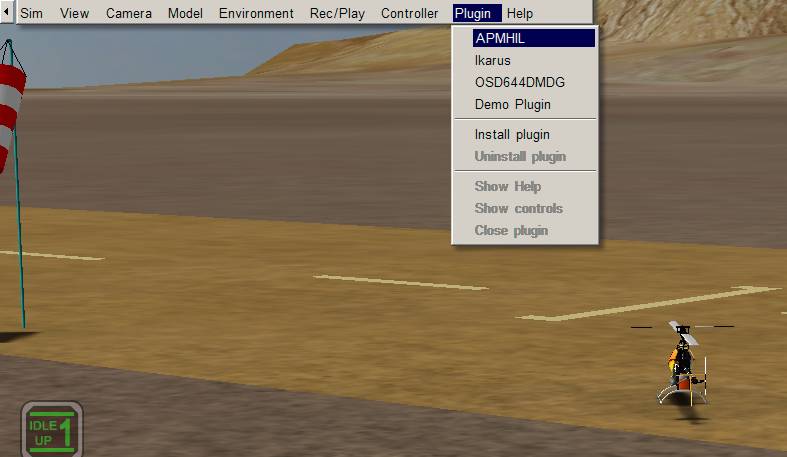 Sim View Camera Model Environment Rec/Play Controller Plugin Help
APMHIL
Ikarus
OSD644DMDG
Demo Plugin
Install plugin
Uninstall plugin
Show Help
Show controls
Close plugin
IDLE 1
UP